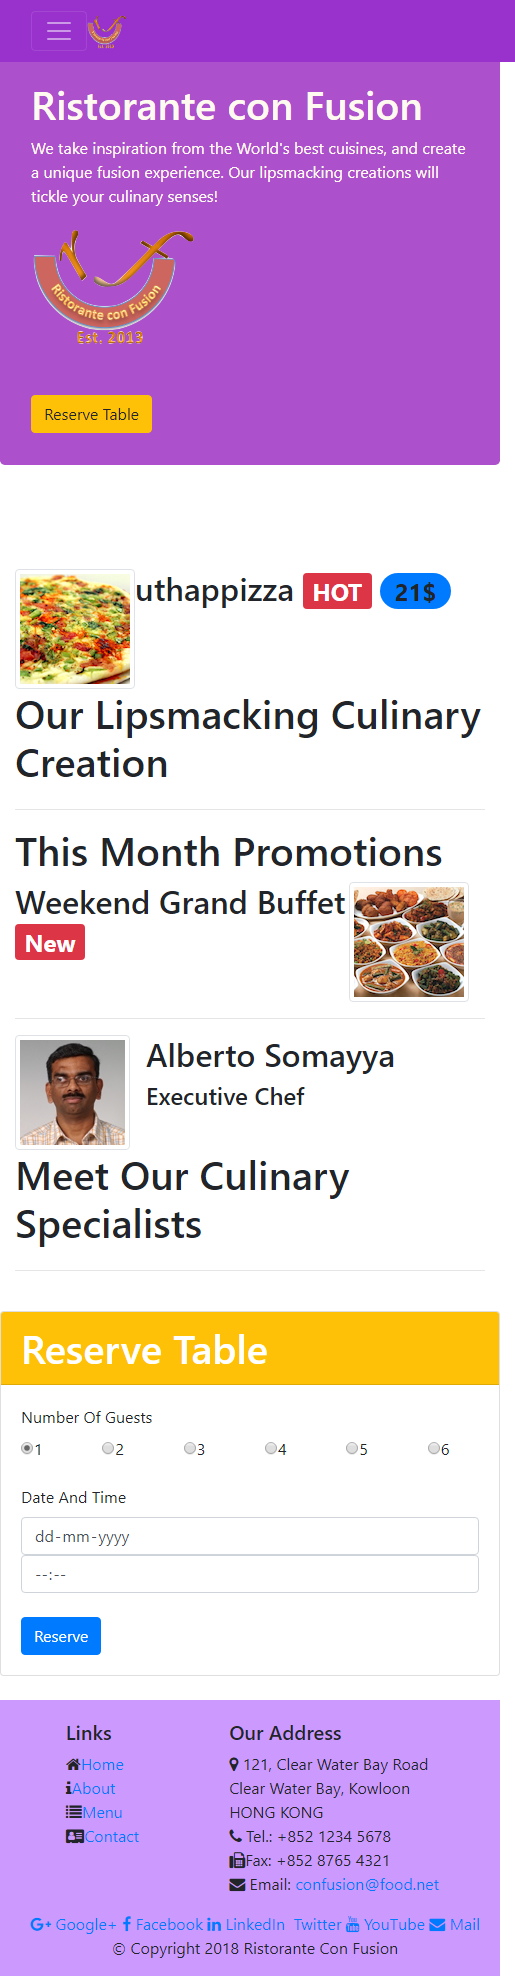 Ristorante con Fusion
We take inspiration from the World's best cuisines, and create
a unique fusion experience. Our lipsmacking creations will
tickle your culinary senses!
Ristorante con Fusion
Est. 2013
Reserve Table
uthappizza HOT 21$
Our Lipsmacking Culinary
Creation
This Month Promotions
Weekend Grand Buffet
New
Alberto Somayya
Executive Chef
Meet Our Culinary
Specialists
Reserve Table
Number Of Guests
1 2 3 4 5 6
Date And Time
dd-mm-yyyy
--:--
Reserve
Links
Home
About
Menu
Contact
Our Address
121, Clear Water Bay Road
Clear Water Bay, Kowloon
HONG KONG
Tel.: +852 1234 5678
Fax: +852 8765 4321
Email: confusion@food.net
Google+ Facebook LinkedIn Twitter YouTube Mail
© Copyright 2018 Ristorante Con Fusion